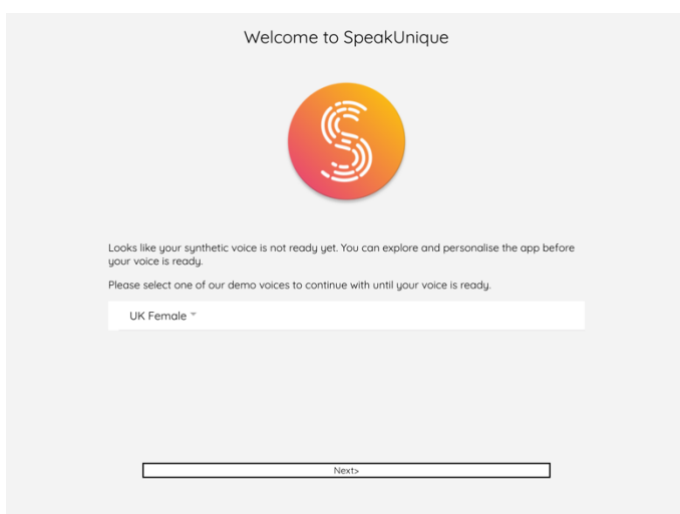 Welcome to SpeakUnique
Looks like your synthetic voice is not ready yet. You can explore and personalise the app before
your voice is ready.
Please select one of our demo voices to continue with until your voice is ready.
UK Female
Next>